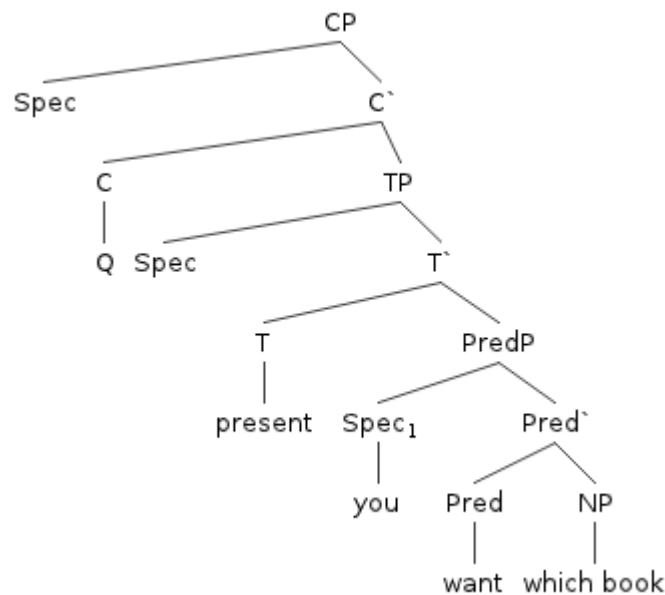 CP
Spec C`
C TP
Q Spec T`
T PredP
present Spec1 Pred`
you Pred NP
want which book